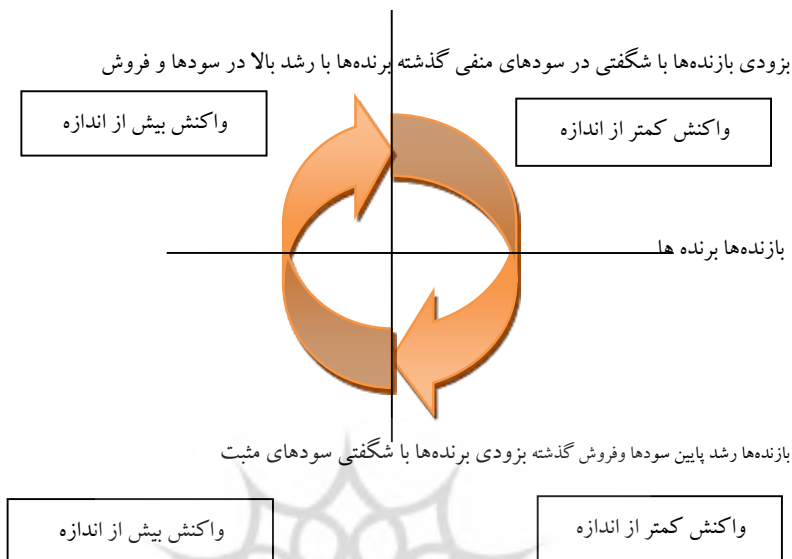 بزودی بازنده‌ها با شگفتی در سودهای منفی گذشته برنده‌ها با رشد بالا در سودها و فروش
واکنش کمتر از اندازه
واکنش بیش از اندازه
بازنده‌ها برنده ها
بازنده‌ها رشد پایین سودها وفروش گذشته بزودی برنده‌ها با شگفتی سودهای مثبت
واکنش کمتر از اندازه
واکنش بیش از اندازه